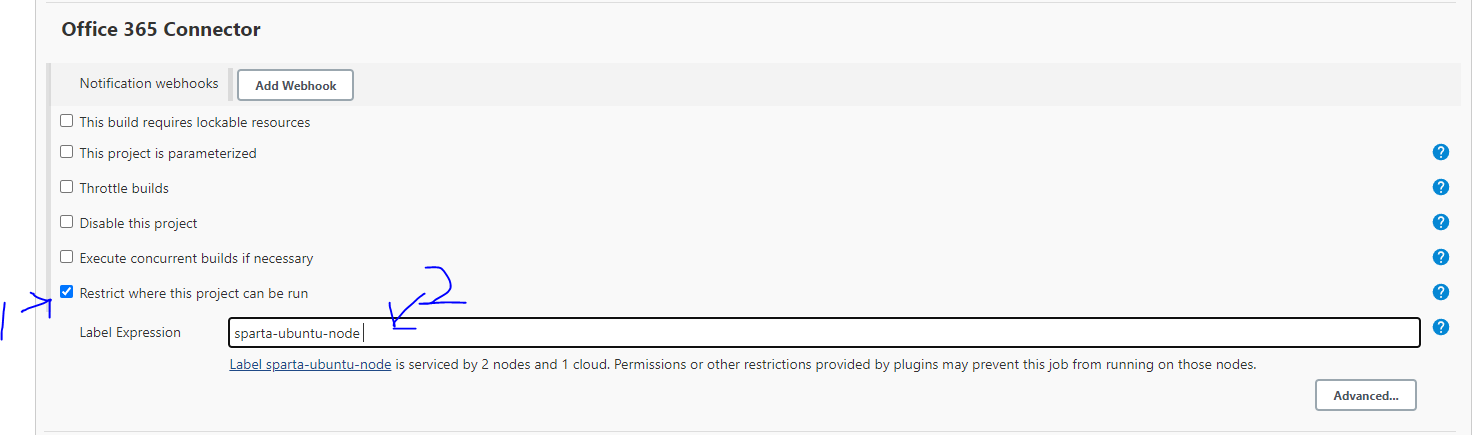 Office 365 Connector
Notification webhooks Add Webhook
This build requires lockable resources
This project is parameterized ?
Throttle builds ?
Disable this project ?
Execute concurrent builds if necessary ?
2
Restrict where this project can be run ?
1
Label Expression sparta-ubuntu-node ?
Label sparta-ubuntu-node is serviced by 2 nodes and 1 cloud. Permissions or other restrictions provided by plugins may prevent this job from running on those nodes.
Advanced...